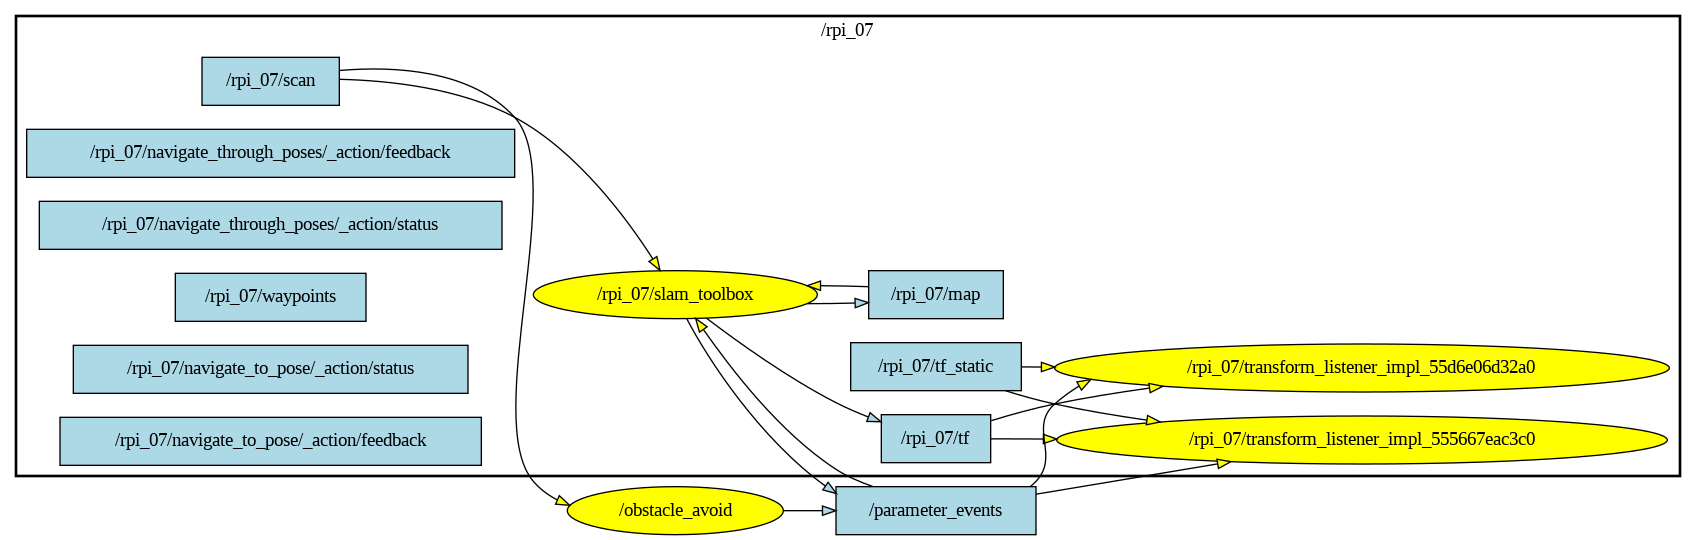 /rpi_07
/rpi_07/scan
/rpi_07/navigate_through_poses/_action/feedback
/rpi_07/navigate_through_poses/_action/status
/rpi_07/waypoints
/rpi_07/navigate_to_pose/_action/status
/rpi_07/navigate_to_pose/_action/feedback
/rpi_07/slam_toolbox
/obstacle_avoid
/rpi_07/map
/rpi_07/tf_static
/rpi_07/tf
/parameter_events
/rpi_07/transform_listener_impl_55d6e06d32a0
/rpi_07/transform_listener_impl_555667eac3c0